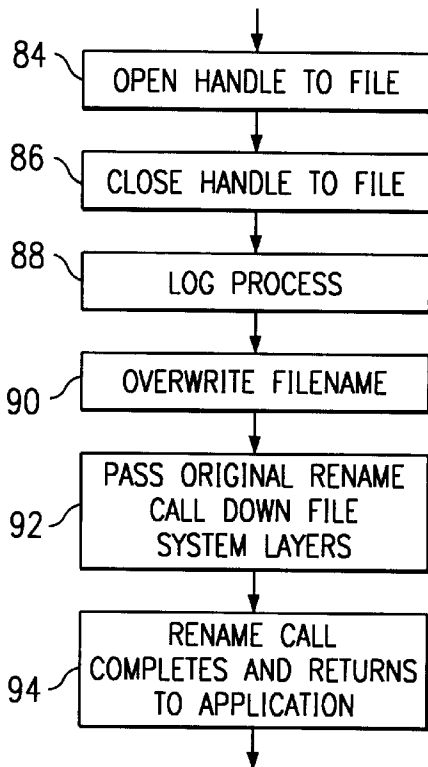 84
OPEN HANDLE TO FILE
86
CLOSE HANDLE TO FILE
88
LOG PROCESS
90
OVERWRITE FILENAME
92
PASS ORIGINAL RENAME
CALL DOWN FILE
SYSTEM LAYERS
94
RENAME CALL
COMPLETES AND RETURNS
TO APPLICATION